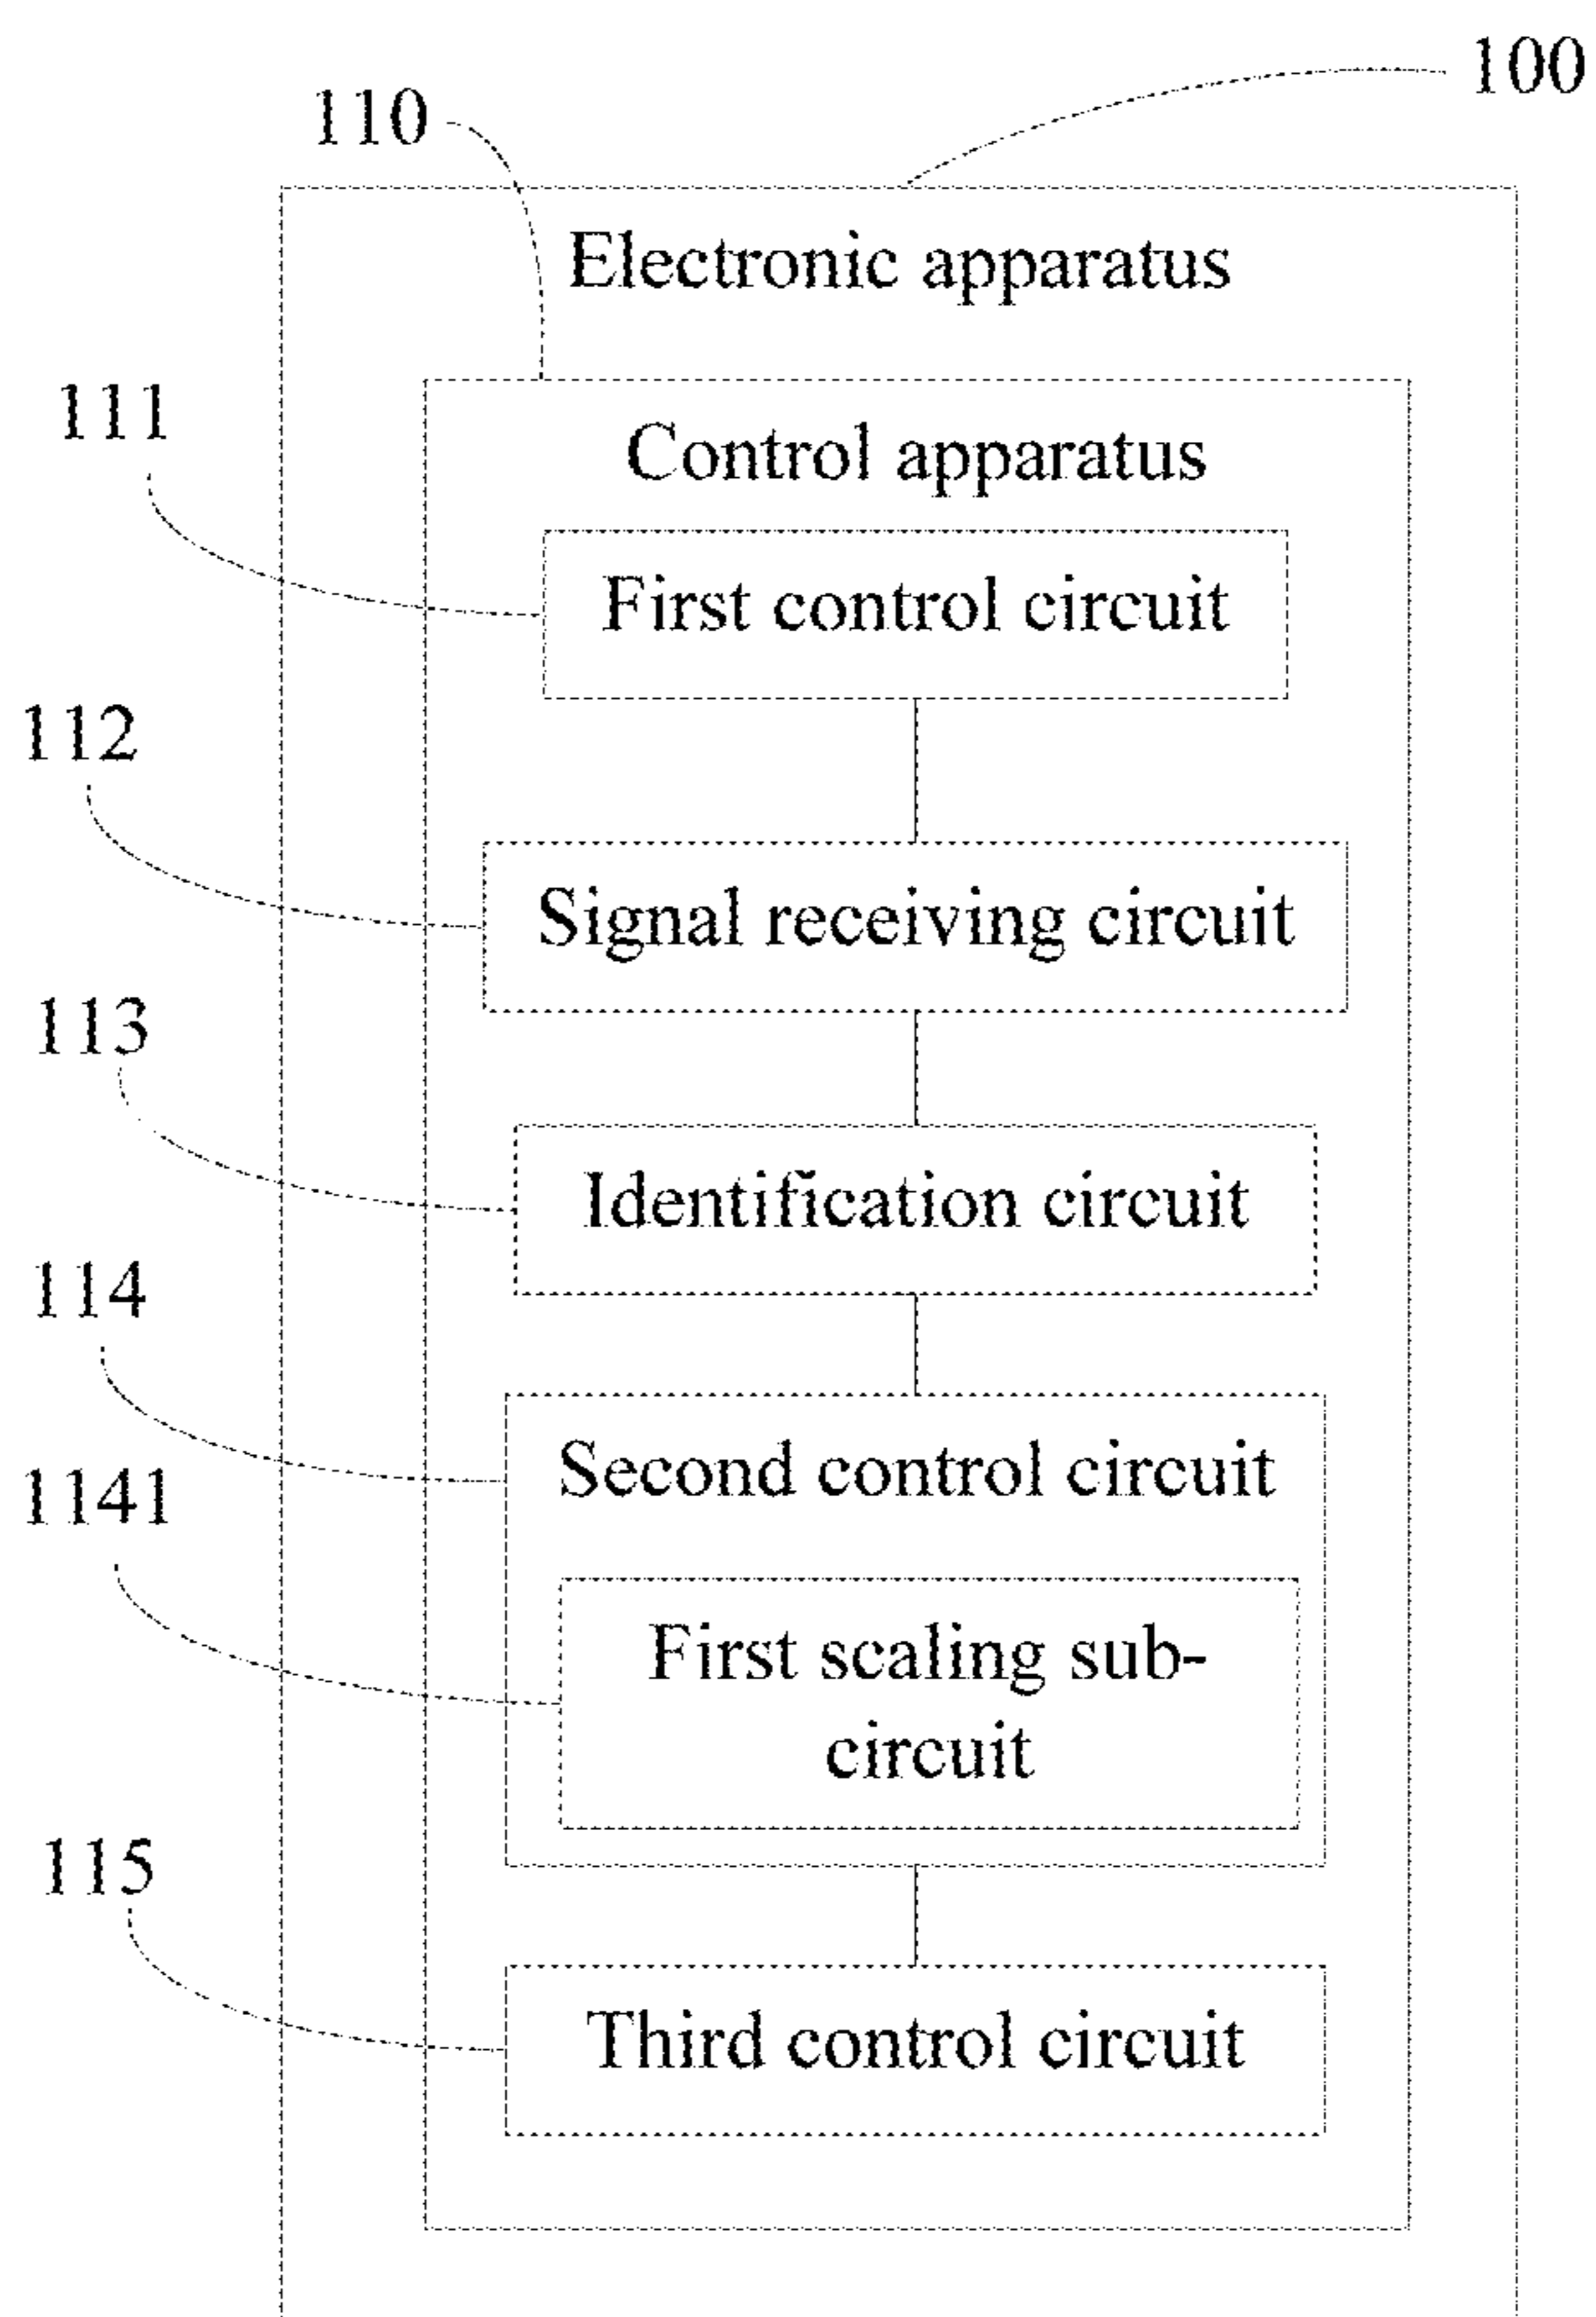 100
110
Electronic apparatus
111
Control apparatus
First control circuit
112
Signal receiving circuit
113
Identification circuit
114
Second control circuit
1141
First scaling sub-
circuit
115
Third control circuit